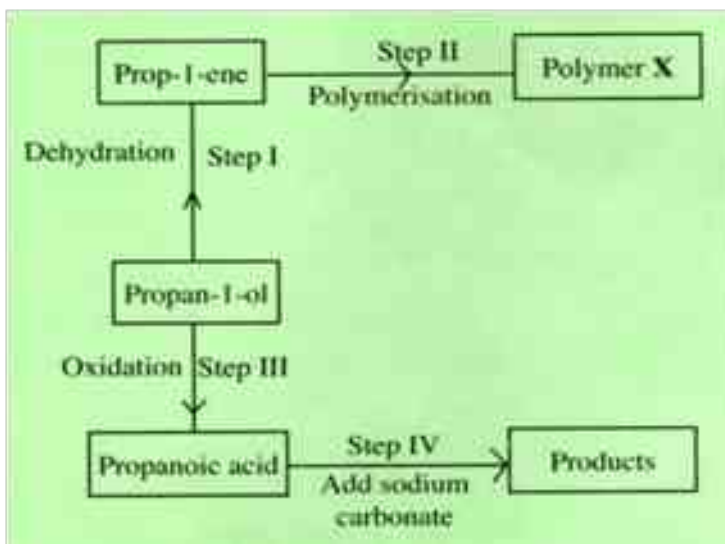 Step II
Prop-1-ene
Polymer X
Polymerisation
Dehydration
Step I
Propan-1-ol
Oxidation
Step III
Step IV
Propanoic acid
Products
Add sodium
carbonate